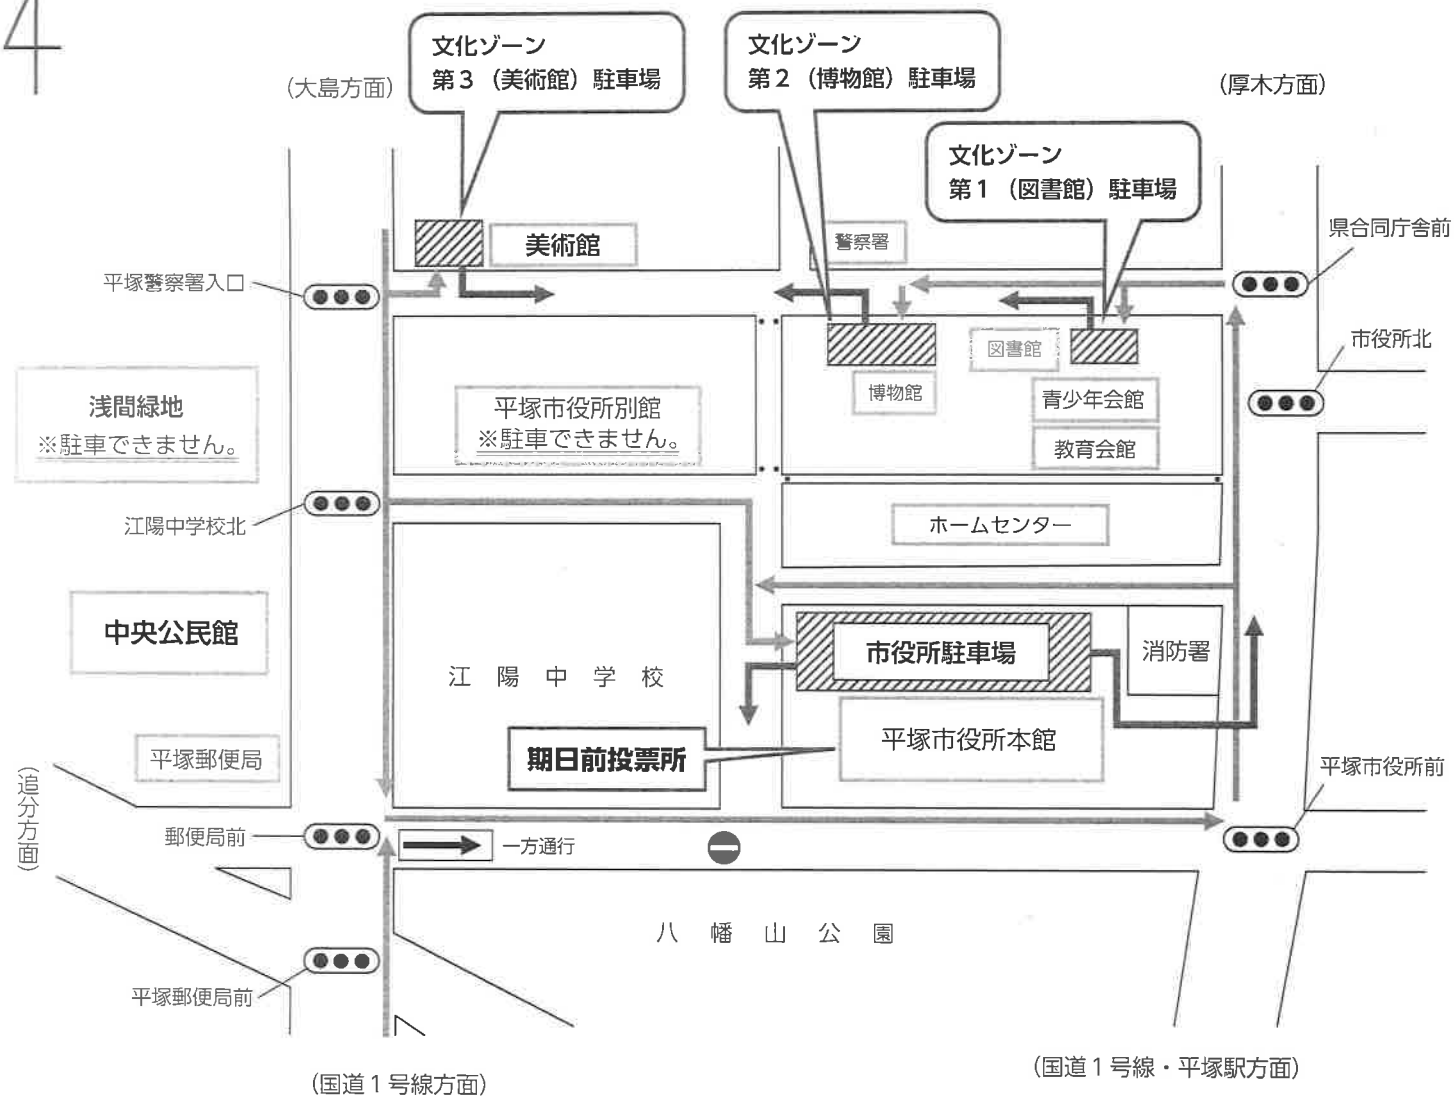 4
文化ゾーン
第3（美術館）駐車場
文化ゾーン
第2（博物館）駐車場
（大島方面）
（厚木方面）
文化ゾーン
第1（図書館）駐車場
美術館
警察署
県合同庁舎前
平塚警察署入口
市役所北
図書館
浅間緑地
※駐車できません。
平塚市役所別館
※駐車できません。
博物館
青少年会館
教育会館
江陽中学校北
ホームセンター
中央公民館
江陽中学校
市役所駐車場
消防署
平塚郵便局
期日前投票所
平塚市役所本館
平塚市役所前
（追分方面）
郵便局前
一方通行
八幡山公園
平塚郵便局前
（国道1号線方面）
（国道1号線・平塚駅方面）